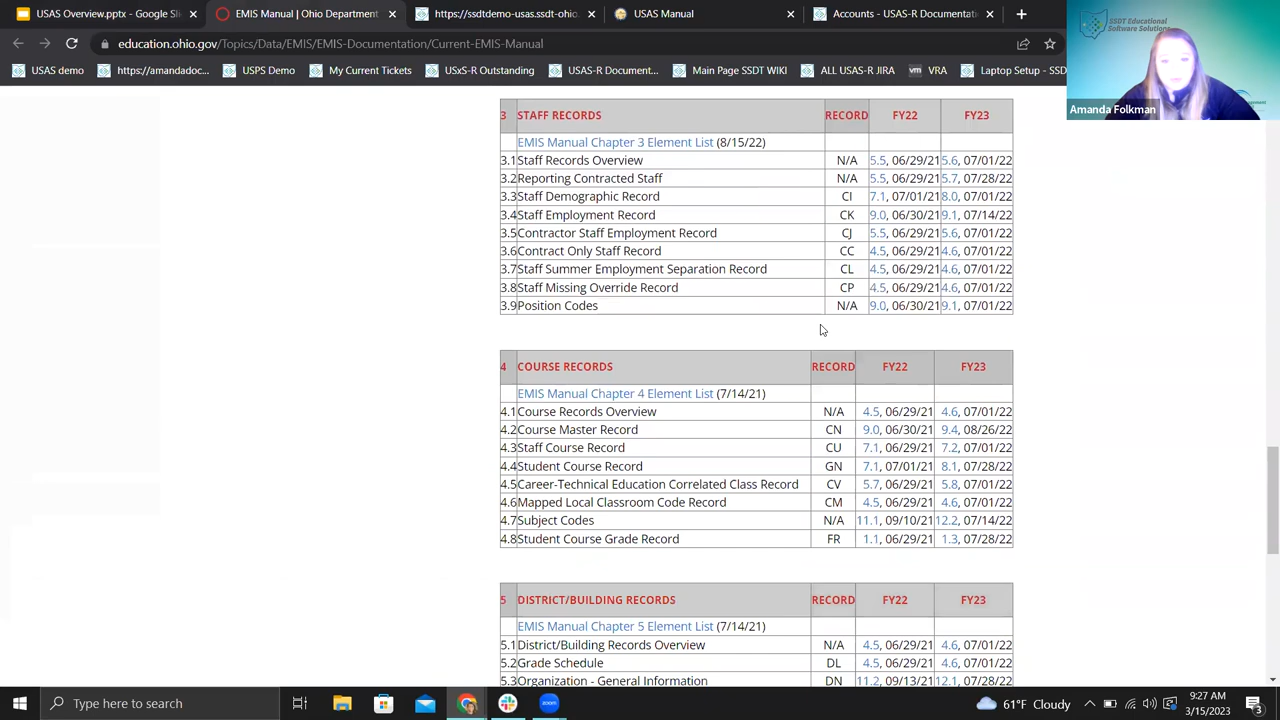 USAS Overview.pptx - Google Sli
EMIS Manual | Ohio Department
https://ssdtdemo-usas.ssdt-ohio.
USAS Manual
Accounts - USAS-R Documentatio
education.ohio.gov/Topics/Data/EMIS/EMIS-Documentation/Current-EMIS-Manual
SSDT Educational
Software Solutions
USAS demo
https://amandadoc...
USPS Demo
My Current Tickets
USxS-R Outstanding
USAS-R Document...
Main Page SSDT WIKI
ALL USAS-R JIRA
vm VRA
Laptop Setup - SSD
Amanda Folkman
3 STAFF RECORDS RECORD FY22 FY23
EMIS Manual Chapter 3 Element List (8/15/22)
3.1 Staff Records Overview N/A 5.5, 06/29/21 5.6, 07/01/22
3.2 Reporting Contracted Staff N/A 5.5, 06/29/21 5.7, 07/28/22
3.3 Staff Demographic Record CI 7.1, 07/01/21 8.0, 07/01/22
3.4 Staff Employment Record CK 9.0, 06/30/21 9.1, 07/14/22
3.5 Contractor Staff Employment Record CJ 5.5, 06/29/21 5.6, 07/01/22
3.6 Contract Only Staff Record CC 4.5, 06/29/21 4.6, 07/01/22
3.7 Staff Summer Employment Separation Record CL 4.5, 06/29/21 4.6, 07/01/22
3.8 Staff Missing Override Record CP 4.5, 06/29/21 4.6, 07/01/22
3.9 Position Codes N/A 9.0, 06/30/21 9.1, 07/01/22
4 COURSE RECORDS RECORD FY22 FY23
EMIS Manual Chapter 4 Element List (7/14/21)
4.1 Course Records Overview N/A 4.5, 06/29/21 4.6, 07/01/22
4.2 Course Master Record CN 9.0, 06/30/21 9.4, 08/26/22
4.3 Staff Course Record CU 7.1, 06/29/21 7.2, 07/01/22
4.4 Student Course Record GN 7.1, 07/01/21 8.1, 07/28/22
4.5 Career-Technical Education Correlated Class Record CV 5.7, 06/29/21 5.8, 07/01/22
4.6 Mapped Local Classroom Code Record CM 4.5, 06/29/21 4.6, 07/01/22
4.7 Subject Codes N/A 11.1, 09/10/21 12.2, 07/14/22
4.8 Student Course Grade Record FR 1.1, 06/29/21 1.3, 07/28/22
5 DISTRICT/BUILDING RECORDS RECORD FY22 FY23
EMIS Manual Chapter 5 Element List (7/14/21)
5.1 District/Building Records Overview N/A 4.5, 06/29/21 4.6, 07/01/22
5.2 Grade Schedule DL 4.5, 06/29/21 4.6, 07/01/22
5.3 Organization - General Information DN 11.2, 09/13/21 12.1, 07/28/22
Type here to search
zoom
61°F Cloudy
9:27 AM
3/15/2023
3